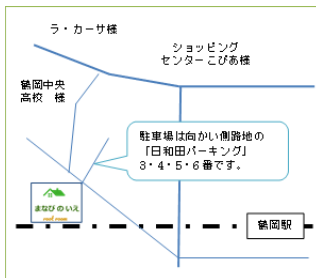 ラ・カーサ様
ショッピング
センターこぴあ様
鶴岡中央
高校　様
駐車場は向かい側路地の
「日和田パーキング」
3・4・5・6番です。
まなびのいえ
鶴岡駅